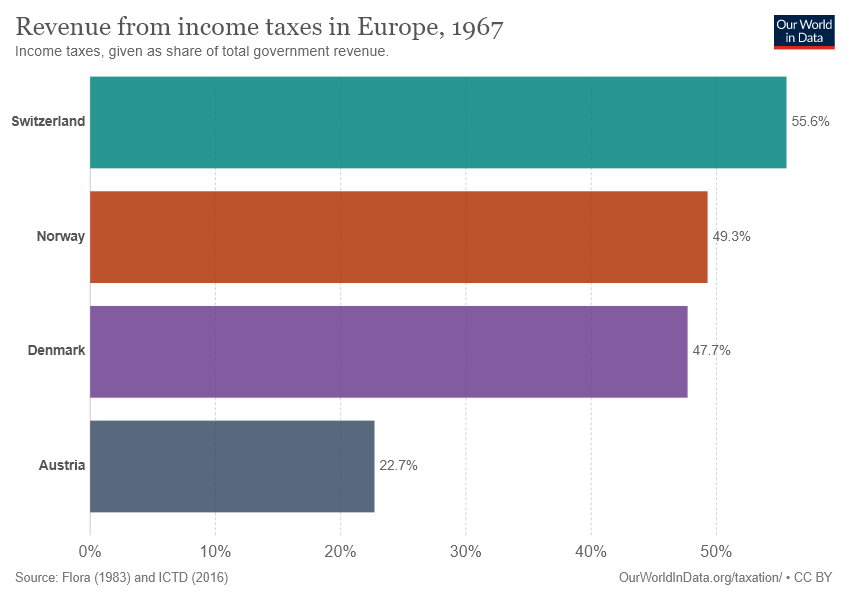 Revenue from income taxes in Europe, 1967
Income taxes, given as share of total government revenue.
Our World
in Data
Switzerland
55.6%
Norway
49.3%
Denmark
47.7%
Austria
22.7%
0% 10% 20% 30% 40% 50%
Source: Flora (1983) and ICTD (2016)
OurWorldInData.org/taxation/ • CC BY